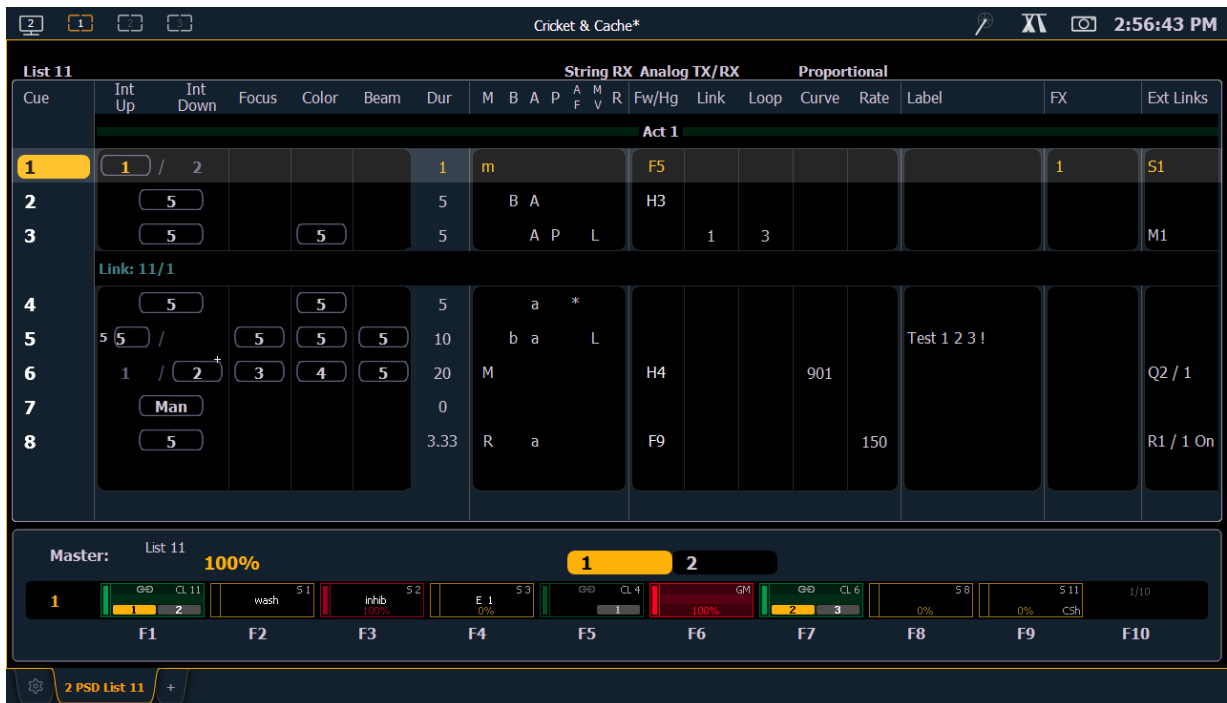 2 1 2 3 Cricket & Cache* 2:56:43 PM
List 11 String RX Analog TX/RX Proportional
Cue Int Up Int Down Focus Color Beam Dur M B A P AF MV R Fw/Hg Link Loop Curve Rate Label FX Ext Links
Act 1
1 1 / 2 1 m F5 1 S1
2 5 5 B A H3
3 5 5 5 A P L 1 3 M1
Link: 11/1
4 5 5 5 a *
5 5 5 / 5 5 5 10 b a L Test 1 2 3 !
6 1 / 2 + 3 4 5 20 M H4 901 Q2 / 1
7 Man 0
8 5 3.33 R a F9 150 R1 / 1 On
Master: List 11 100% 1 2
1 CL 11 S 1 S 2 S 3 CL 4 GM CL 6 S 8 S 11 1/10
wash inhib E 1
1 2 100% 0% 1 100% 2 3 0% 0% CSh
F1 F2 F3 F4 F5 F6 F7 F8 F9 F10
2 PSD List 11 +